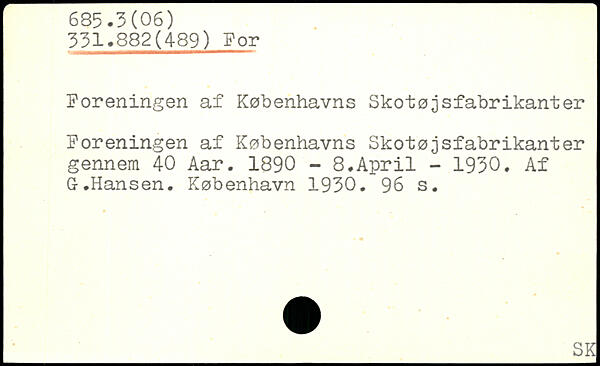 685.3(06)
331.882(489) For
Foreningen af Københavns Skotøjsfabrikanter
Foreningen af Københavns Skotøjsfabrikanter
gennem 40 Aar. 1890 - 8.April - 1930. Af
G.Hansen. København 1930. 96 s.
SK